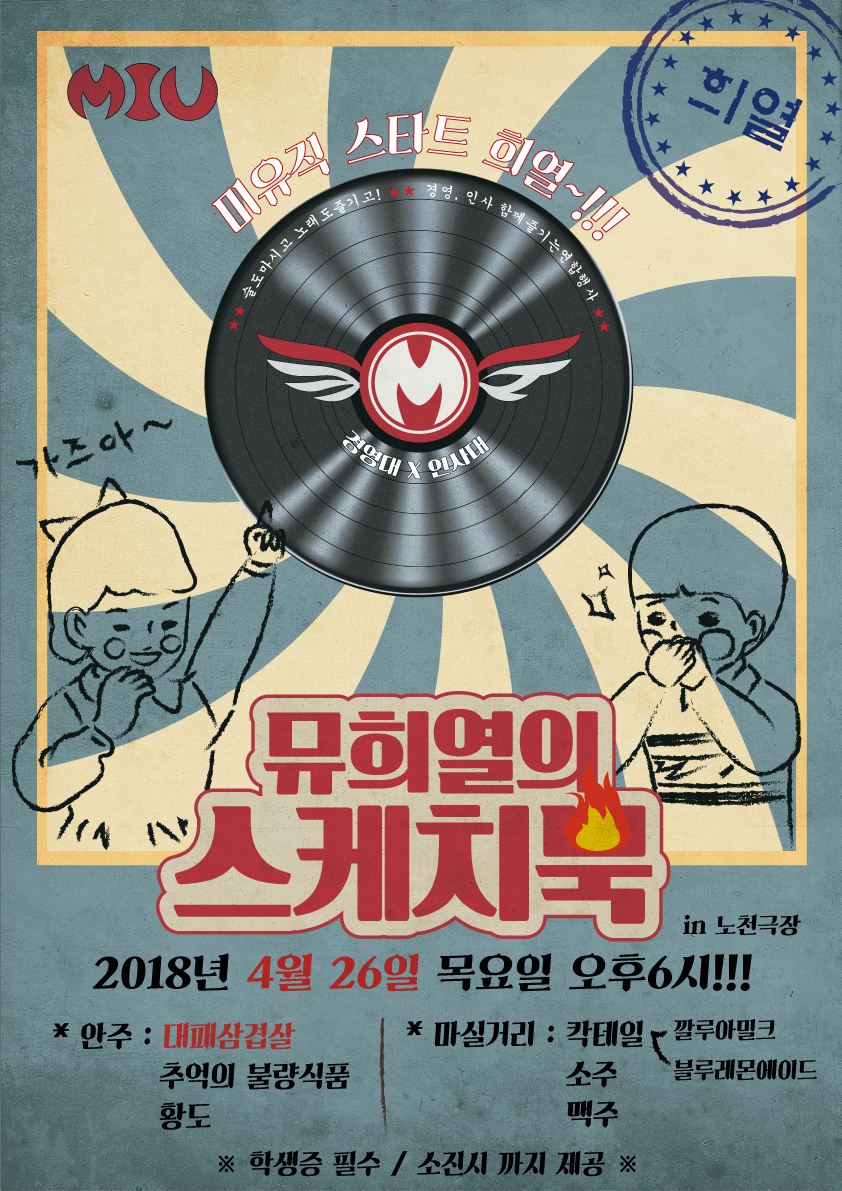 MIU
희열
미유직 스타트 희열~!!!
술도마시고 노래도즐기고! ★★ 경영, 인사 함께즐기는연합행사
M
경영대 X 인사대
가즈아~
뮤희열의
스케치북
in 노천극장
2018년 4월 26일 목요일 오후6시!!!
* 안주 : 대패삼겹살
추억의 불량식품
황도
* 마실거리 : 칵테일 깔루아밀크
블루레몬에이드
소주
맥주
※ 학생증 필수 / 소진시 까지 제공 ※